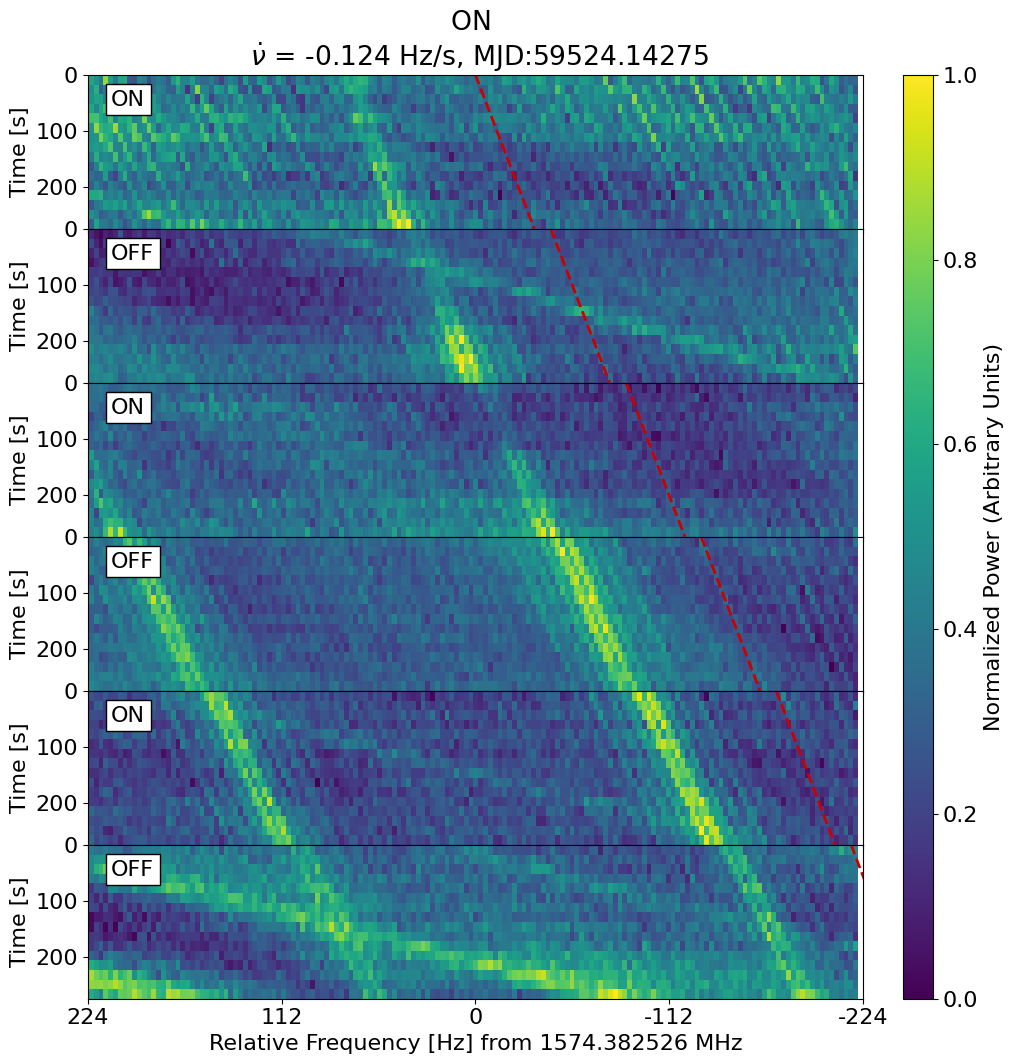 ON
ν̇ = -0.124 Hz/s, MJD:59524.14275
0
ON
100
200
Time [s]
0
OFF
100
200
Time [s]
0
ON
100
200
Time [s]
0
OFF
100
200
Time [s]
0
ON
100
200
Time [s]
0
OFF
100
200
Time [s]
224 112 0 -112 -224
Relative Frequency [Hz] from 1574.382526 MHz
1.0
0.8
0.6
0.4
0.2
0.0
Normalized Power (Arbitrary Units)